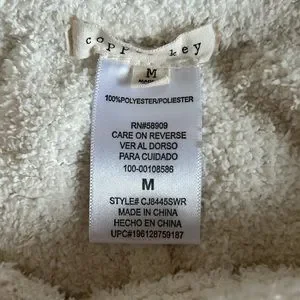 key
M
100%POLYESTER/POLIESTER
RN#58909
CARE ON REVERSE
VER AL DORSO
PARA CUIDADO
100-00108586
M
STYLE# CJ8445SWR
MADE IN CHINA
HECHO EN CHINA
UPC#196128759187